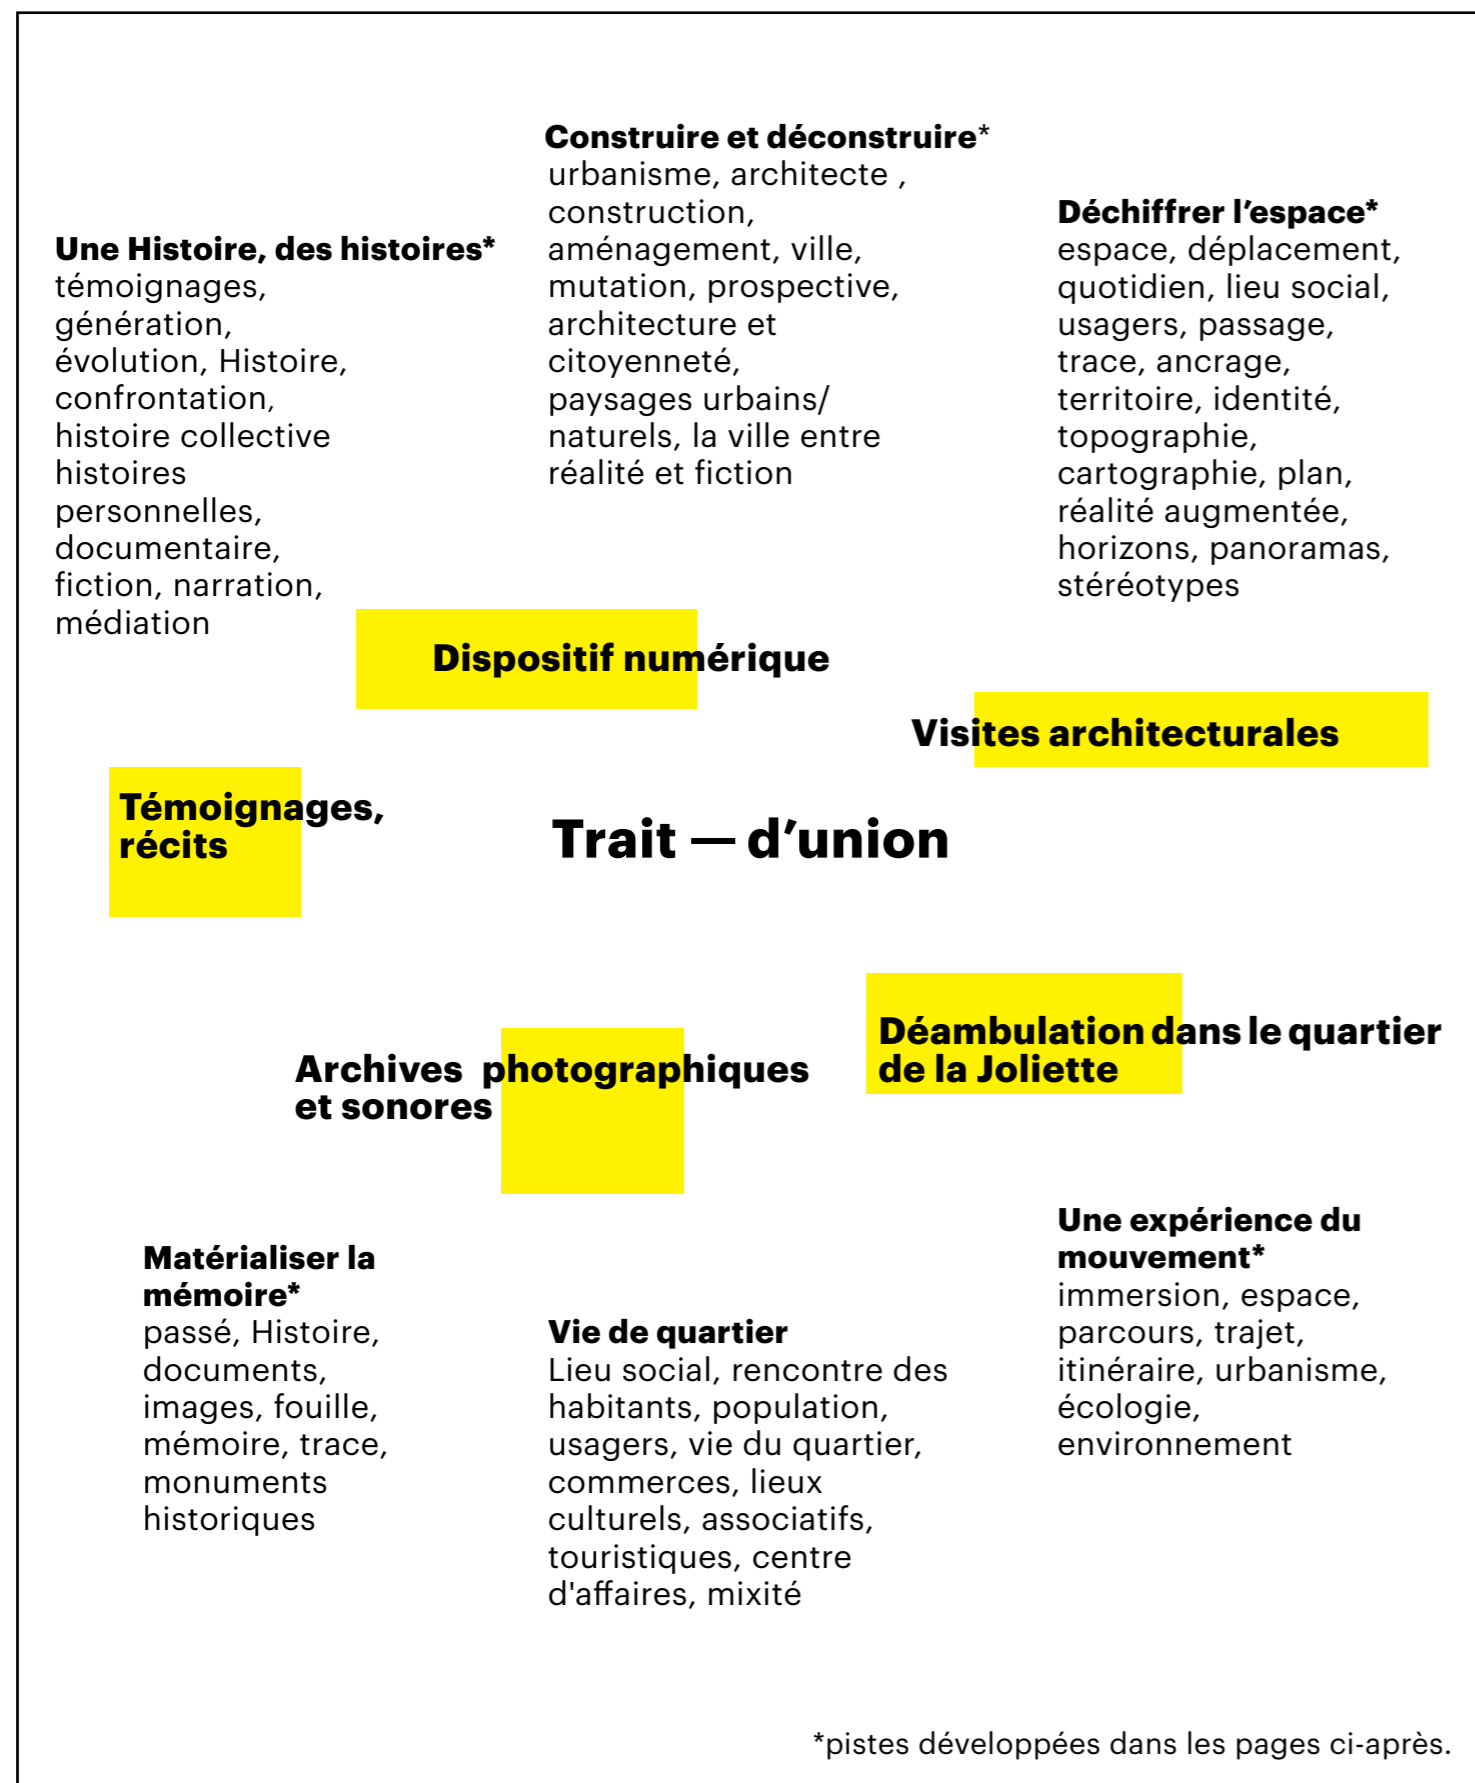 Construire et déconstruire*
urbanisme, architecte ,
construction,
aménagement, ville,
mutation, prospective,
architecture et
citoyenneté,
paysages urbains/
naturels, la ville entre
réalité et fiction
Déchiffrer l’espace*
espace, déplacement,
quotidien, lieu social,
usagers, passage,
trace, ancrage,
territoire, identité,
topographie,
cartographie, plan,
réalité augmentée,
horizons, panoramas,
stéréotypes
Une Histoire, des histoires*
témoignages,
génération,
évolution, Histoire,
confrontation,
histoire collective
histoires
personnelles,
documentaire,
fiction, narration,
médiation
Dispositif numérique
Visites architecturales
Témoignages,
récits
Trait — d’union
Déambulation dans le quartier
de la Joliette
Archives photographiques
et sonores
Matérialiser la
mémoire*
passé, Histoire,
documents,
images, fouille,
mémoire, trace,
monuments
historiques
Vie de quartier
Lieu social, rencontre des
habitants, population,
usagers, vie du quartier,
commerces, lieux
culturels, associatifs,
touristiques, centre
d'affaires, mixité
Une expérience du
mouvement*
immersion, espace,
parcours, trajet,
itinéraire, urbanisme,
écologie,
environnement
*pistes développées dans les pages ci-après.